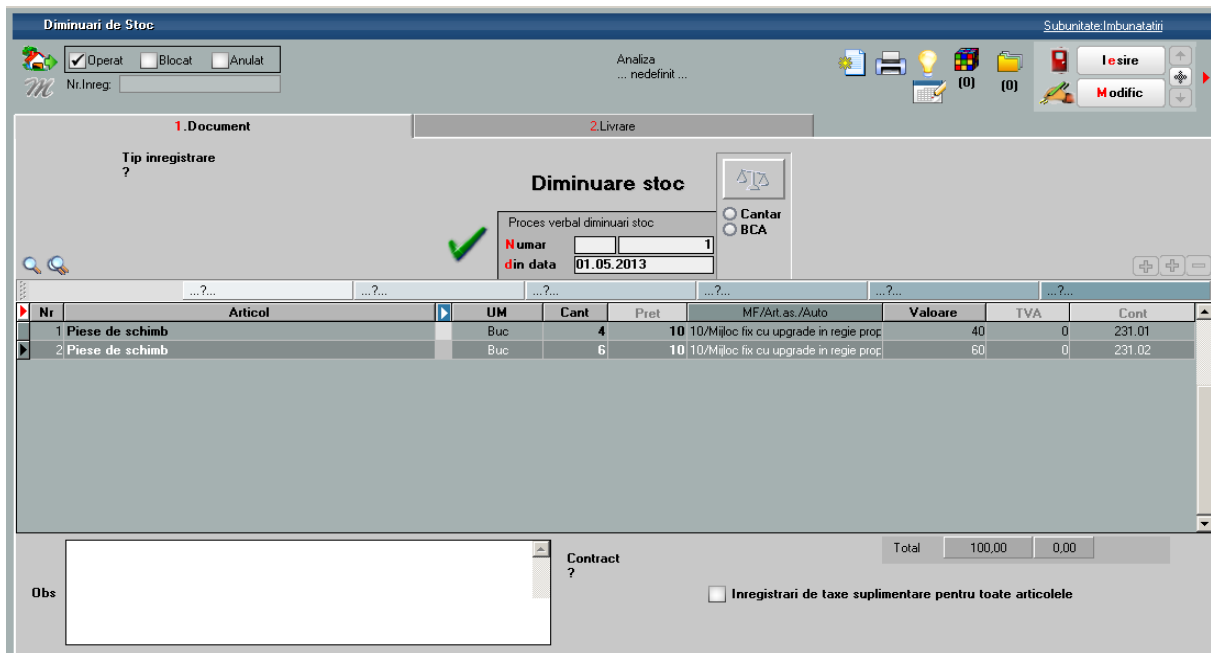 Diminuari de Stoc Subunitate:Imbunatatiri
Operat Blocat Anulat
Nr.Inreg:
Analiza
... nedefinit ...
(0) (0)
Iesire
Modific
1.Document 2.Livrare
Tip inregistrare
?
Diminuare stoc
Proces verbal diminuari stoc
Numar 1
din data 01.05.2013
Cantar
BCA
...?... ...?... ...?... ...?... ...?... ...?...
Nr Articol UM Cant Pret MF/Art.as./Auto Valoare TVA Cont
1 Piese de schimb Buc 4 10 10/Mijloc fix cu upgrade in regie prop 40 0 231.01
2 Piese de schimb Buc 6 10 10/Mijloc fix cu upgrade in regie prop 60 0 231.02
Total 100,00 0,00
Obs
Contract
?
Inregistrari de taxe suplimentare pentru toate articolele